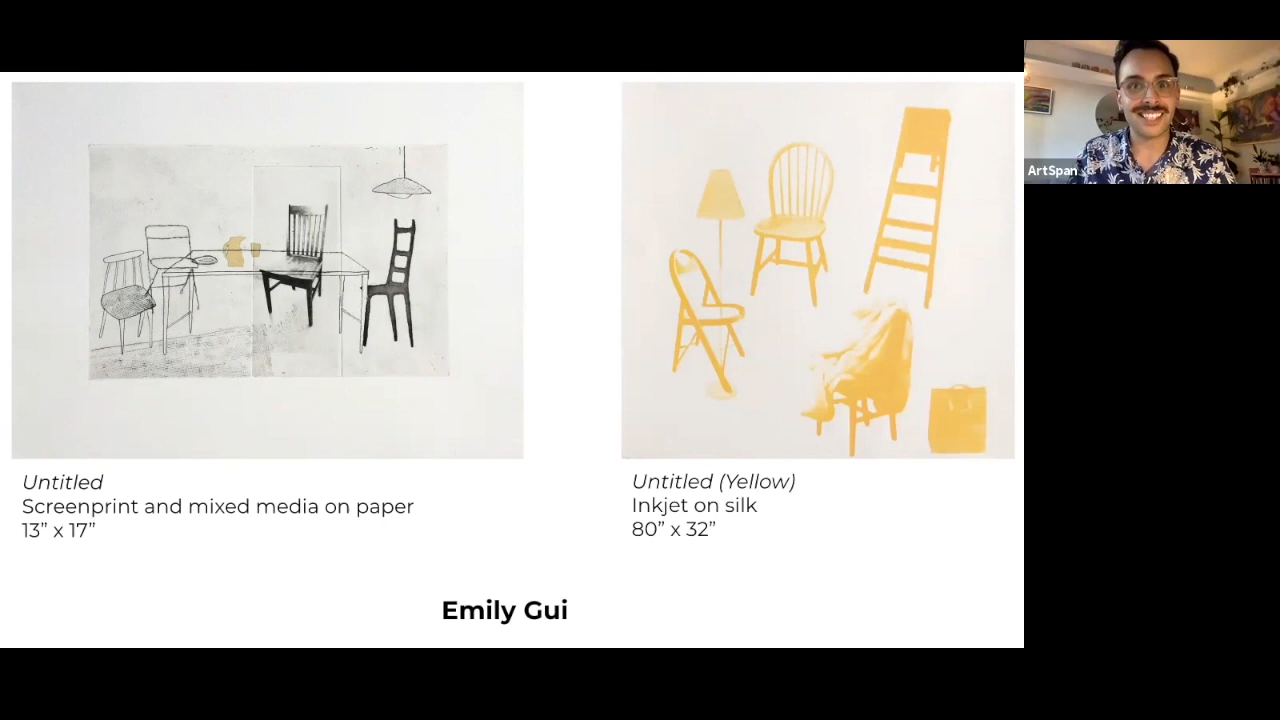 ArtSpan
Untitled
Screenprint and mixed media on paper
13” x 17”
Untitled (Yellow)
Inkjet on silk
80” x 32”
Emily Gui